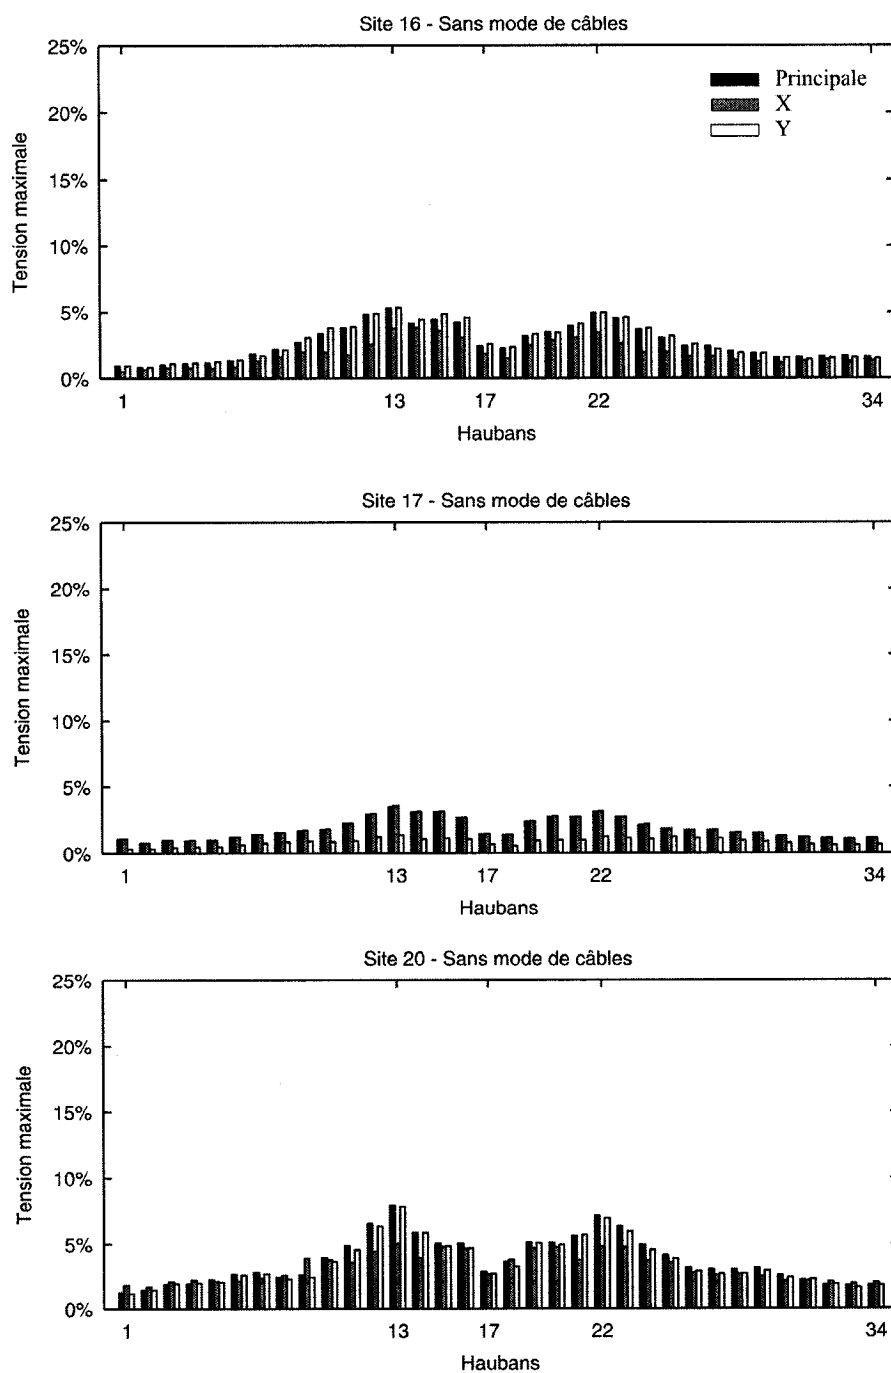 Site 16 - Sans mode de câbles
25%
Principale
X
20%
Y
15%
10%
5%
0%
Tension maximale
1 13 17 22 34
Haubans
Site 17 - Sans mode de câbles
25%
20%
15%
10%
5%
0%
Tension maximale
1 13 17 22 34
Haubans
Site 20 - Sans mode de câbles
25%
20%
15%
10%
5%
0%
Tension maximale
1 13 17 22 34
Haubans